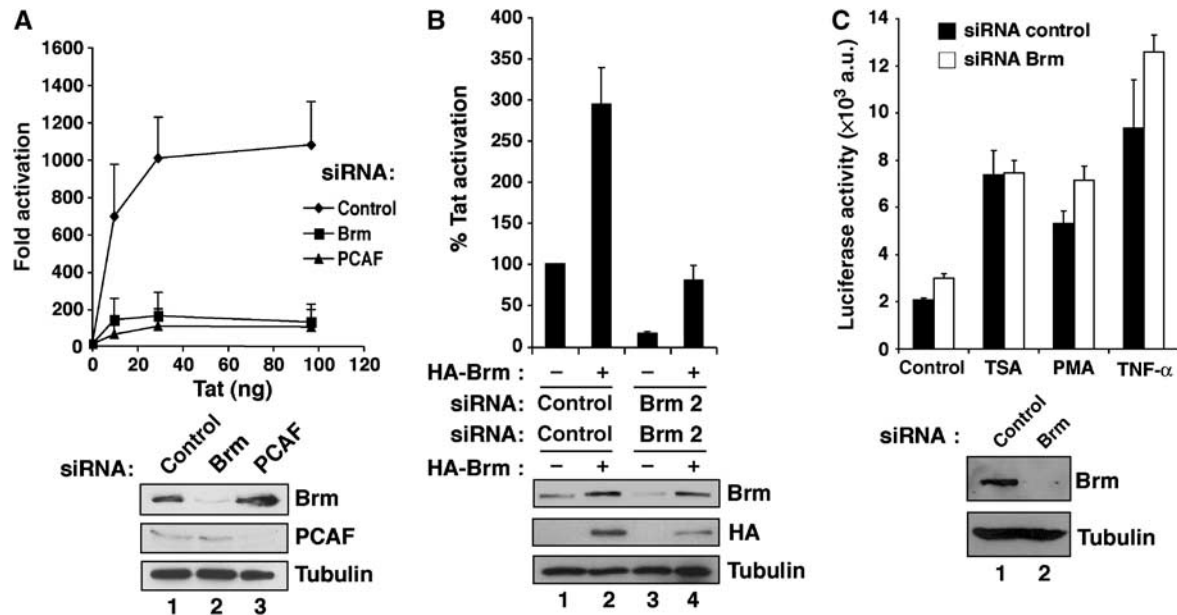 A
1600
1400
1200
1000
800
600
400
200
0
Fold activation
0 20 40 60 80 100 120
Tat (ng)
siRNA:
Control
Brm
PCAF
siRNA: Control Brm PCAF
Brm
PCAF
Tubulin
1 2 3
B
400
350
300
250
200
150
100
50
0
% Tat activation
HA-Brm : – + – +
siRNA: Control Brm 2
siRNA: Control Brm 2
HA-Brm : – + – +
Brm
HA
Tubulin
1 2 3 4
C
14
12
10
8
6
4
2
0
Luciferase activity (×10³ a.u.)
siRNA control
siRNA Brm
Control TSA PMA TNF-α
siRNA : Control Brm
Brm
Tubulin
1 2